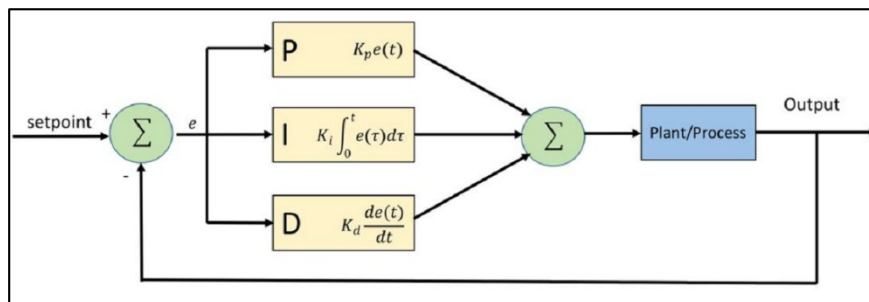 setpoint
+
-
∑
e
P K_p e(t)
I K_i ∫_0^t e(τ)dτ
D K_d de(t)/dt
∑
Plant/Process
Output